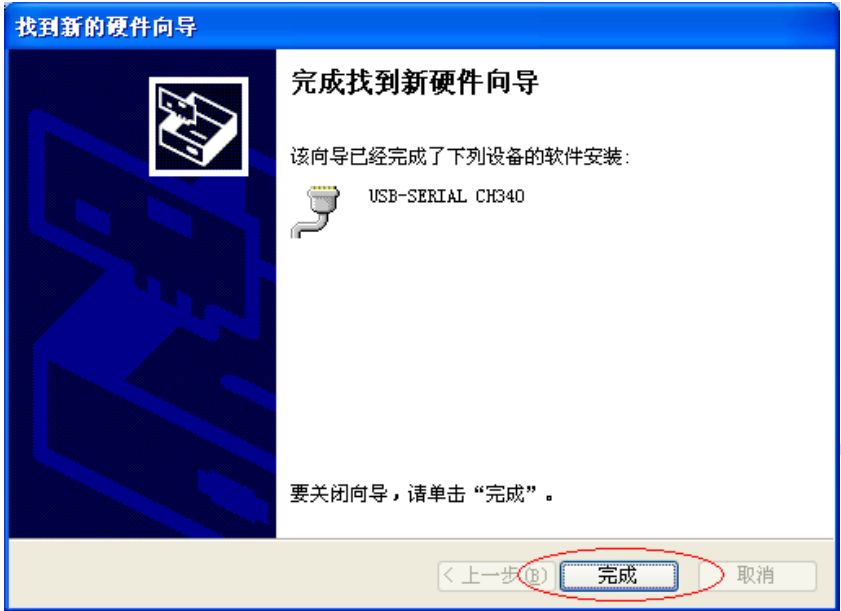 找到新的硬件向导
完成找到新硬件向导
该向导已经完成了下列设备的软件安装:
USB-SERIAL CH340
要关闭向导，请单击“完成”。
< 上一步(B) 完成 取消